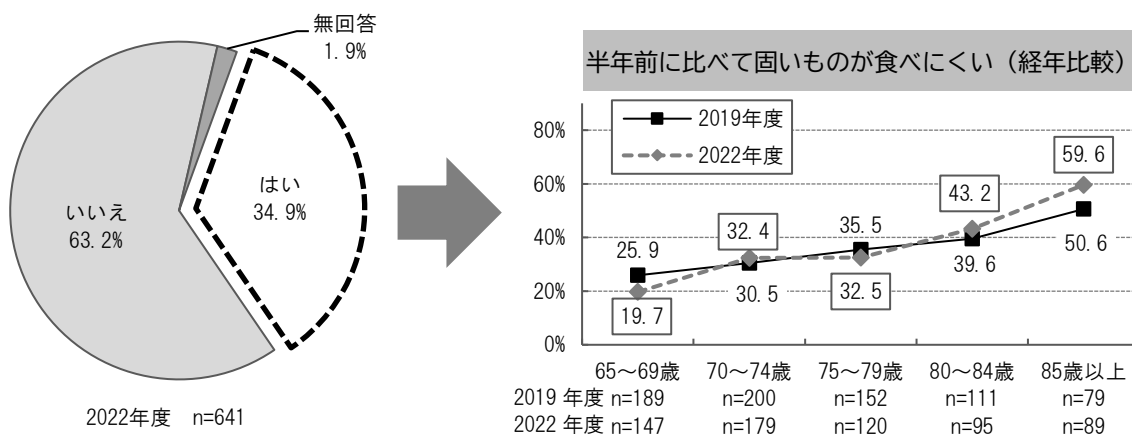 無回答
1.9%
はい
34.9%
いいえ
63.2%
2022年度 n=641
半年前に比べて固いものが食べにくい（経年比較）
2019年度
2022年度
80%
60%
40%
20%
0%
25.9
30.5
35.5
39.6
50.6
19.7
32.4
32.5
43.2
59.6
65～69歳 70～74歳 75～79歳 80～84歳 85歳以上
2019 年度 n=189 n=200 n=152 n=111 n=79
2022 年度 n=147 n=179 n=120 n=95 n=89